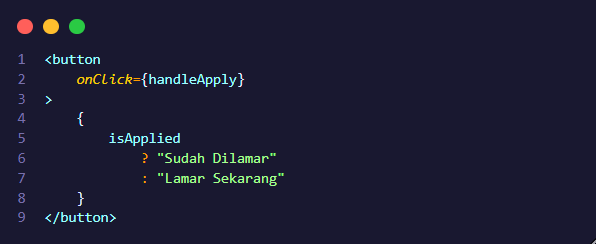 1 <button
2     onClick={handleApply}
3 >
4     {
5         isApplied
6             ? "Sudah Dilamar"
7             : "Lamar Sekarang"
8     }
9 </button>